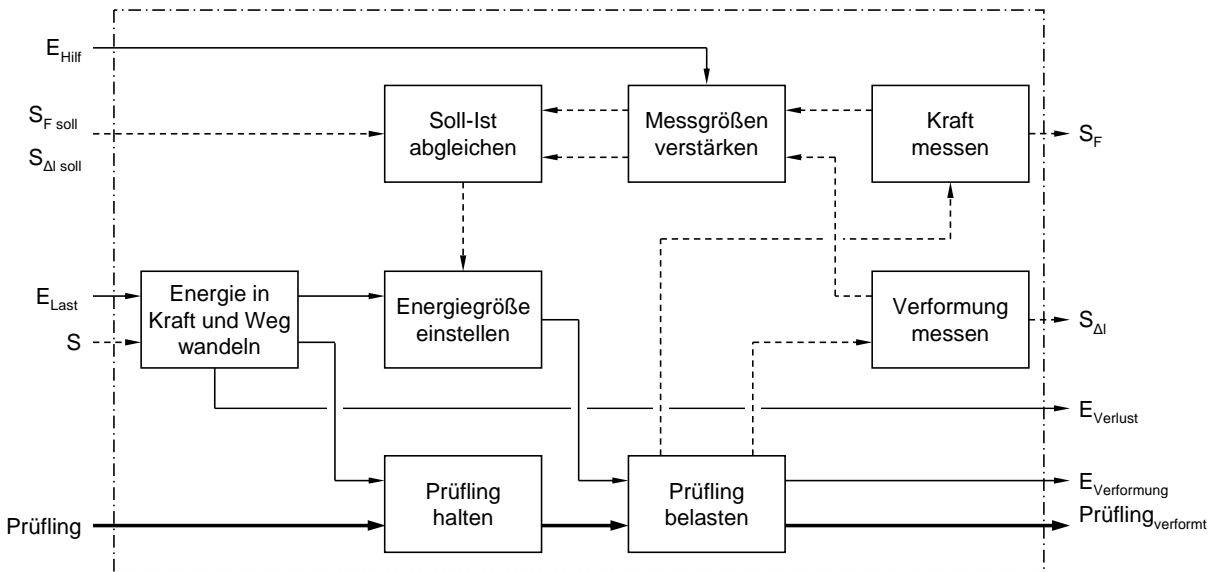 E_Hilf
S_F soll
S_Δl soll
Soll-Ist
abgleichen
Messgrößen
verstärken
Kraft
messen
S_F
E_Last
S
Energie in
Kraft und Weg
wandeln
Energiegröße
einstellen
Verformung
messen
S_Δl
E_Verlust
Prüfling
Prüfling
halten
Prüfling
belasten
E_Verformung
Prüfling_verformt